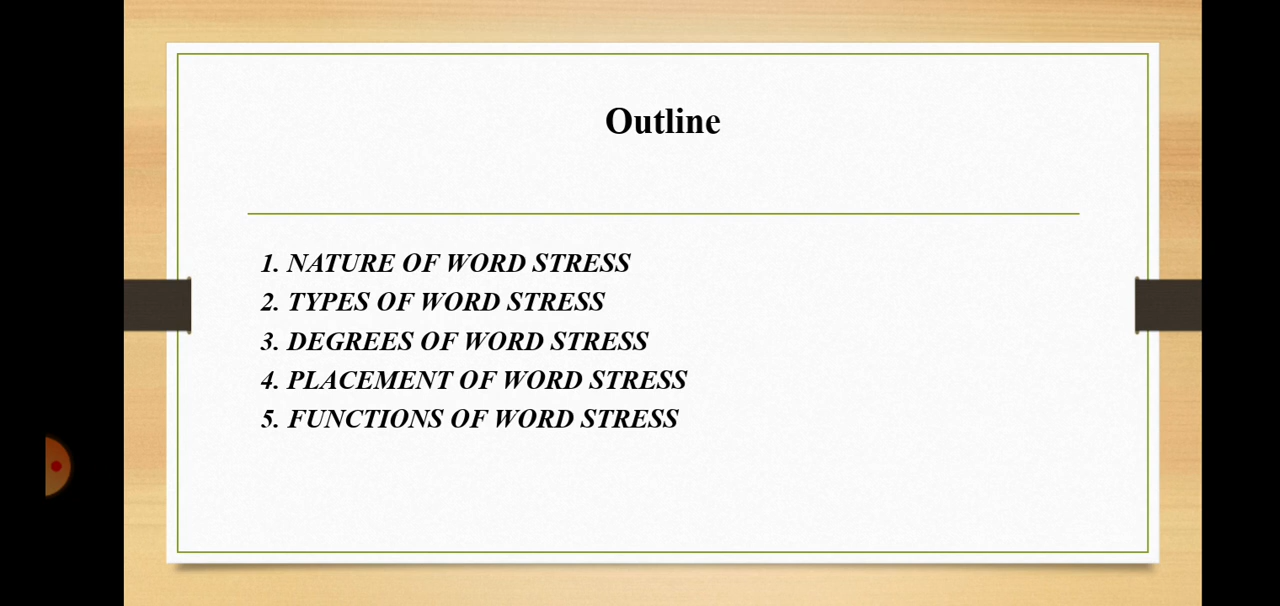 Outline
1. NATURE OF WORD STRESS
2. TYPES OF WORD STRESS
3. DEGREES OF WORD STRESS
4. PLACEMENT OF WORD STRESS
5. FUNCTIONS OF WORD STRESS